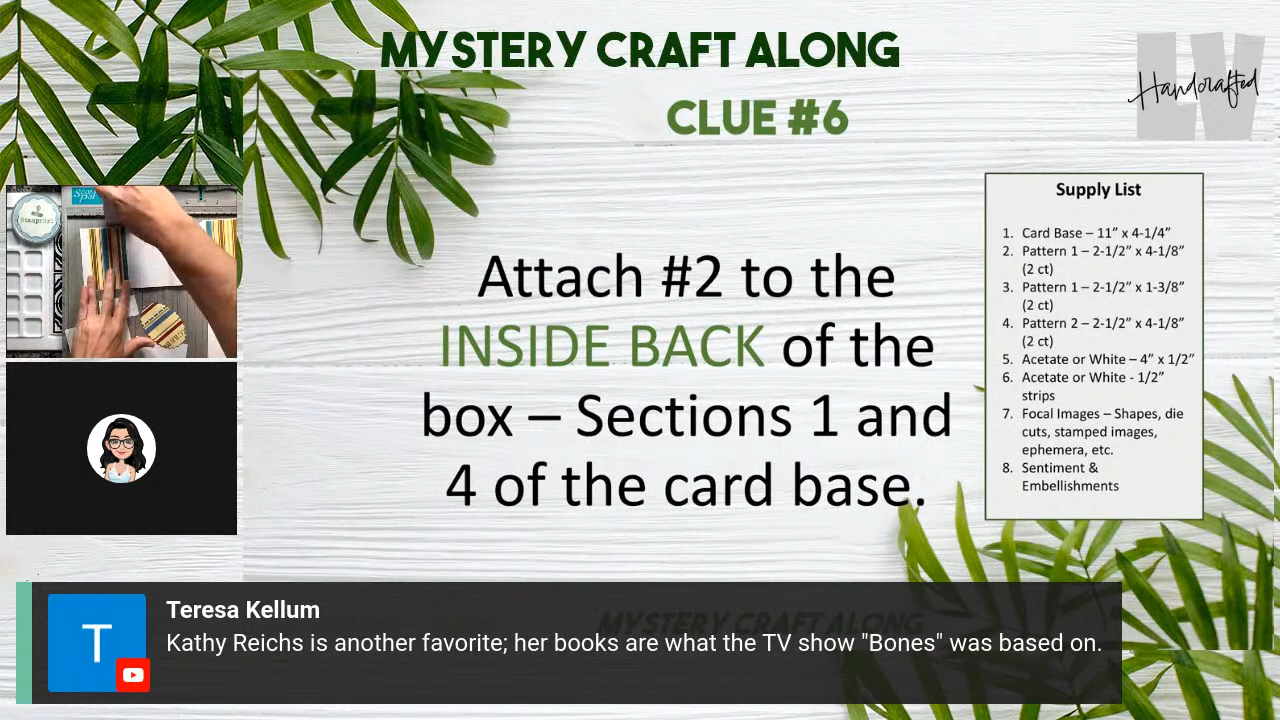 MYSTERY CRAFT ALONG
CLUE #6
Handcrafted
Attach #2 to the
INSIDE BACK of the
box – Sections 1 and
4 of the card base.
Supply List
1. Card Base – 11” x 4-1/4”
2. Pattern 1 – 2-1/2” x 4-1/8”
(2 ct)
3. Pattern 1 – 2-1/2” x 1-3/8”
(2 ct)
4. Pattern 2 – 2-1/2” x 4-1/8”
(2 ct)
5. Acetate or White – 4” x 1/2”
6. Acetate or White - 1/2”
strips
7. Focal Images – Shapes, die
cuts, stamped images,
ephemera, etc.
8. Sentiment &
Embellishments
MYSTERY CRAFT ALONG
T
Teresa Kellum
Kathy Reichs is another favorite; her books are what the TV show "Bones" was based on.